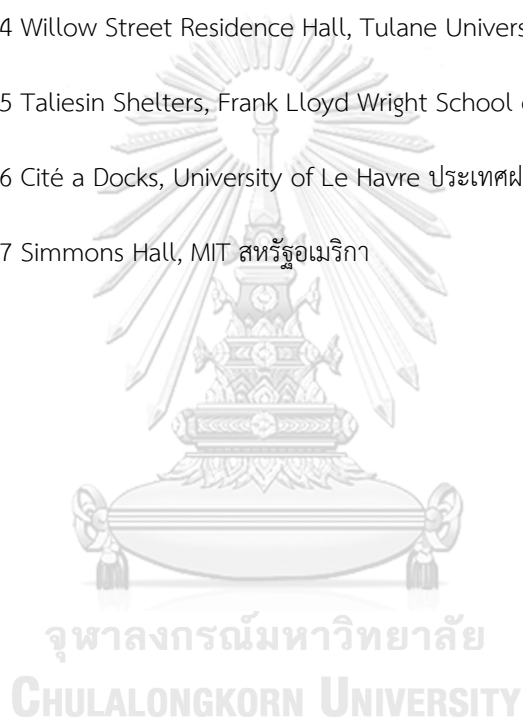 4 Willow Street Residence Hall, Tulane Univers
5 Taliesin Shelters, Frank Lloyd Wright School
6 Cité a Docks, University of Le Havre ประเทศฝ
7 Simmons Hall, MIT สหรัฐอเมริกา
จุฬาลงกรณ์มหาวิทยาลัย
CHULALONGKORN UNIVERSITY